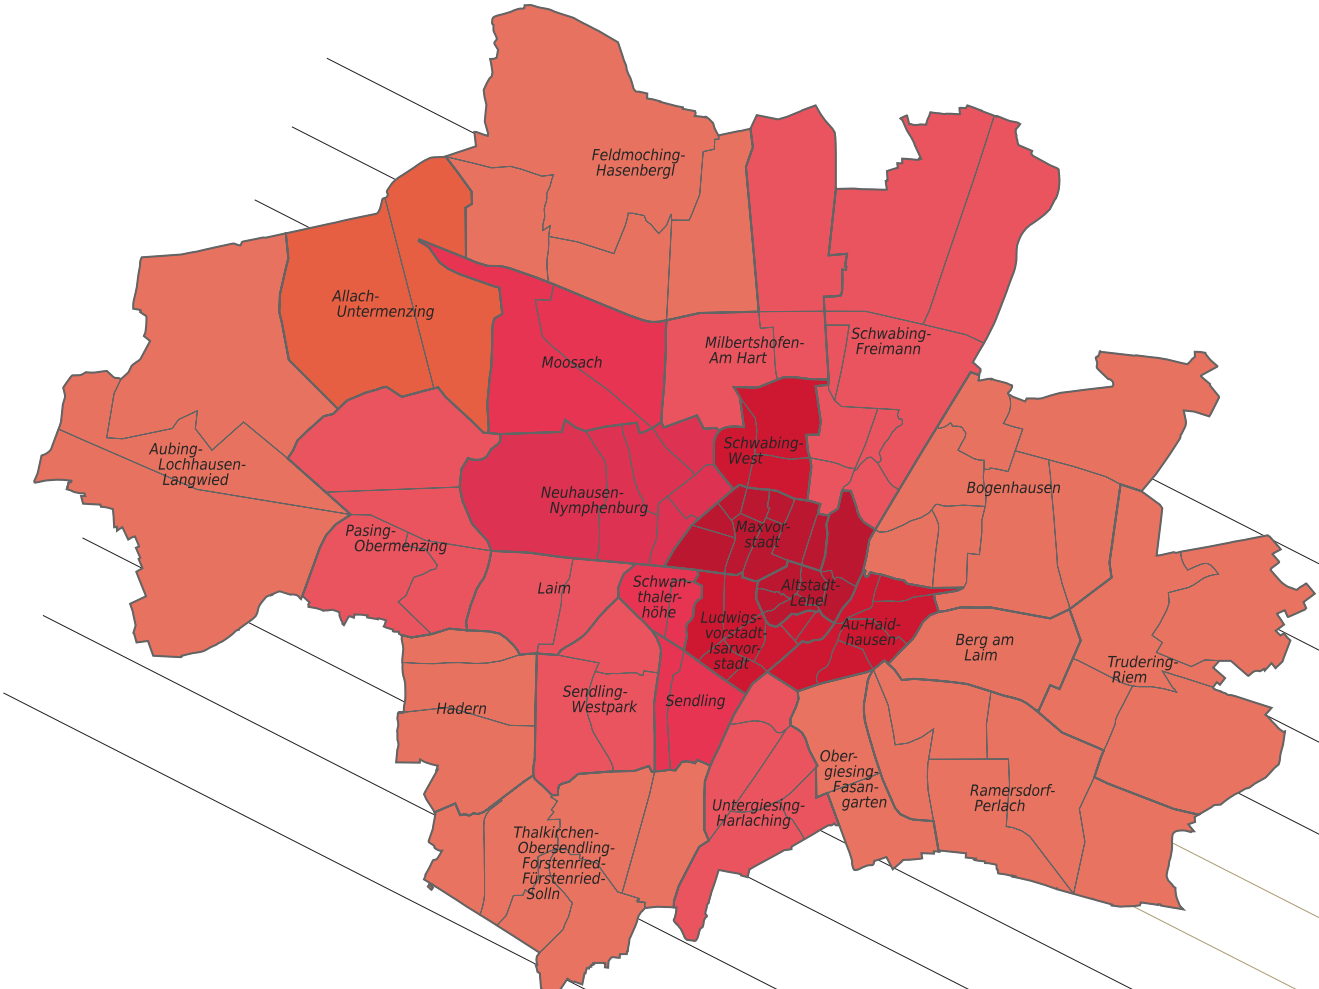 Feldmoching-
Hasenbergl
Allach-
Untermenzing
Moosach
Milbertshofen-
Am Hart
Schwabing-
Freimann
Aubing-
Lochhausen-
Langwied
Schwabing-
West
Bogenhausen
Neuhausen-
Nymphenburg
Maxvor-
stadt
Pasing-
Obermenzing
Laim
Schwan-
thaler-
höhe
Altstadt-
Lehel
Ludwigs-
vorstadt-
Isarvor-
stadt
Au-Haid-
hausen
Berg am
Laim
Trudering-
Riem
Hadern
Sendling-
Westpark
Sendling
Ober-
giesing-
Fasan-
garten
Untergiesing-
Harlaching
Ramersdorf-
Perlach
Thalkirchen-
Obersendling-
Forstenried-
Fürstenried-
Solln